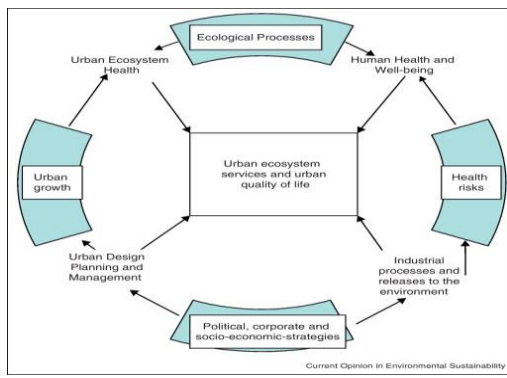 Ecological Processes
Urban Ecosystem
Health
Human Health and
Well-being
Urban ecosystem
services and urban
quality of life
Urban
growth
Health
risks
Urban Design
Planning and
Management
Industrial
processes and
releases to the
environment
Political, corporate and
socio-economic-strategies
Current Opinion in Environmental Sustainability